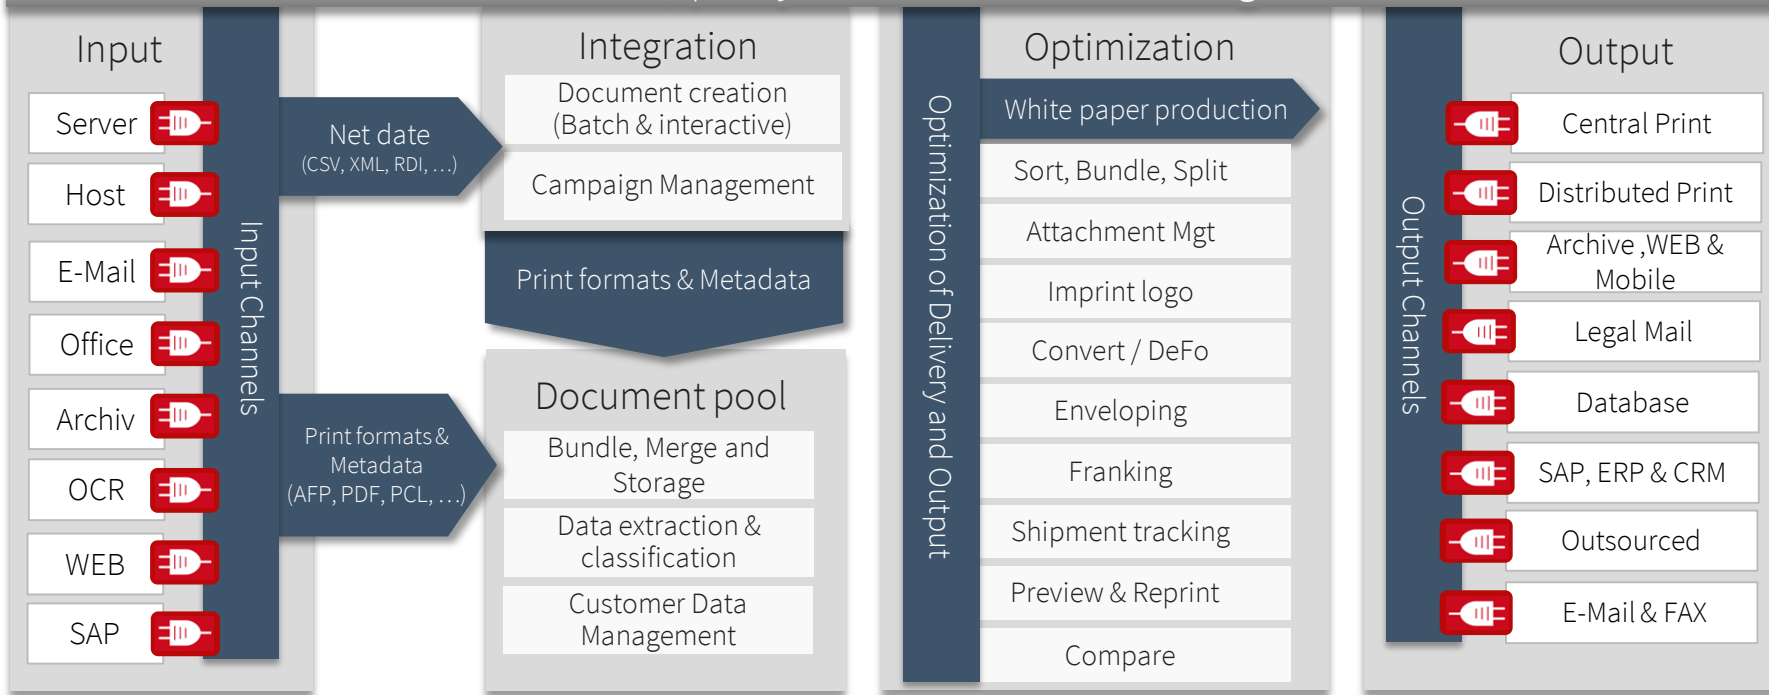 Input
Server
Host
E-Mail
Office
Archiv
OCR
WEB
SAP
Input Channels
Net date
(CSV, XML, RDI, ...)
Print formats &
Metadata
(AFP, PDF, PCL, ...)
Integration
Document creation
(Batch & interactive)
Campaign Management
Print formats & Metadata
Document pool
Bundle, Merge and
Storage
Data extraction &
classification
Customer Data
Management
Optimization of Delivery and Output
Optimization
White paper production
Sort, Bundle, Split
Attachment Mgt
Imprint logo
Convert / DeFo
Enveloping
Franking
Shipment tracking
Preview & Reprint
Compare
Output Channels
Output
Central Print
Distributed Print
Archive ,WEB &
Mobile
Legal Mail
Database
SAP, ERP & CRM
Outsourced
E-Mail & FAX